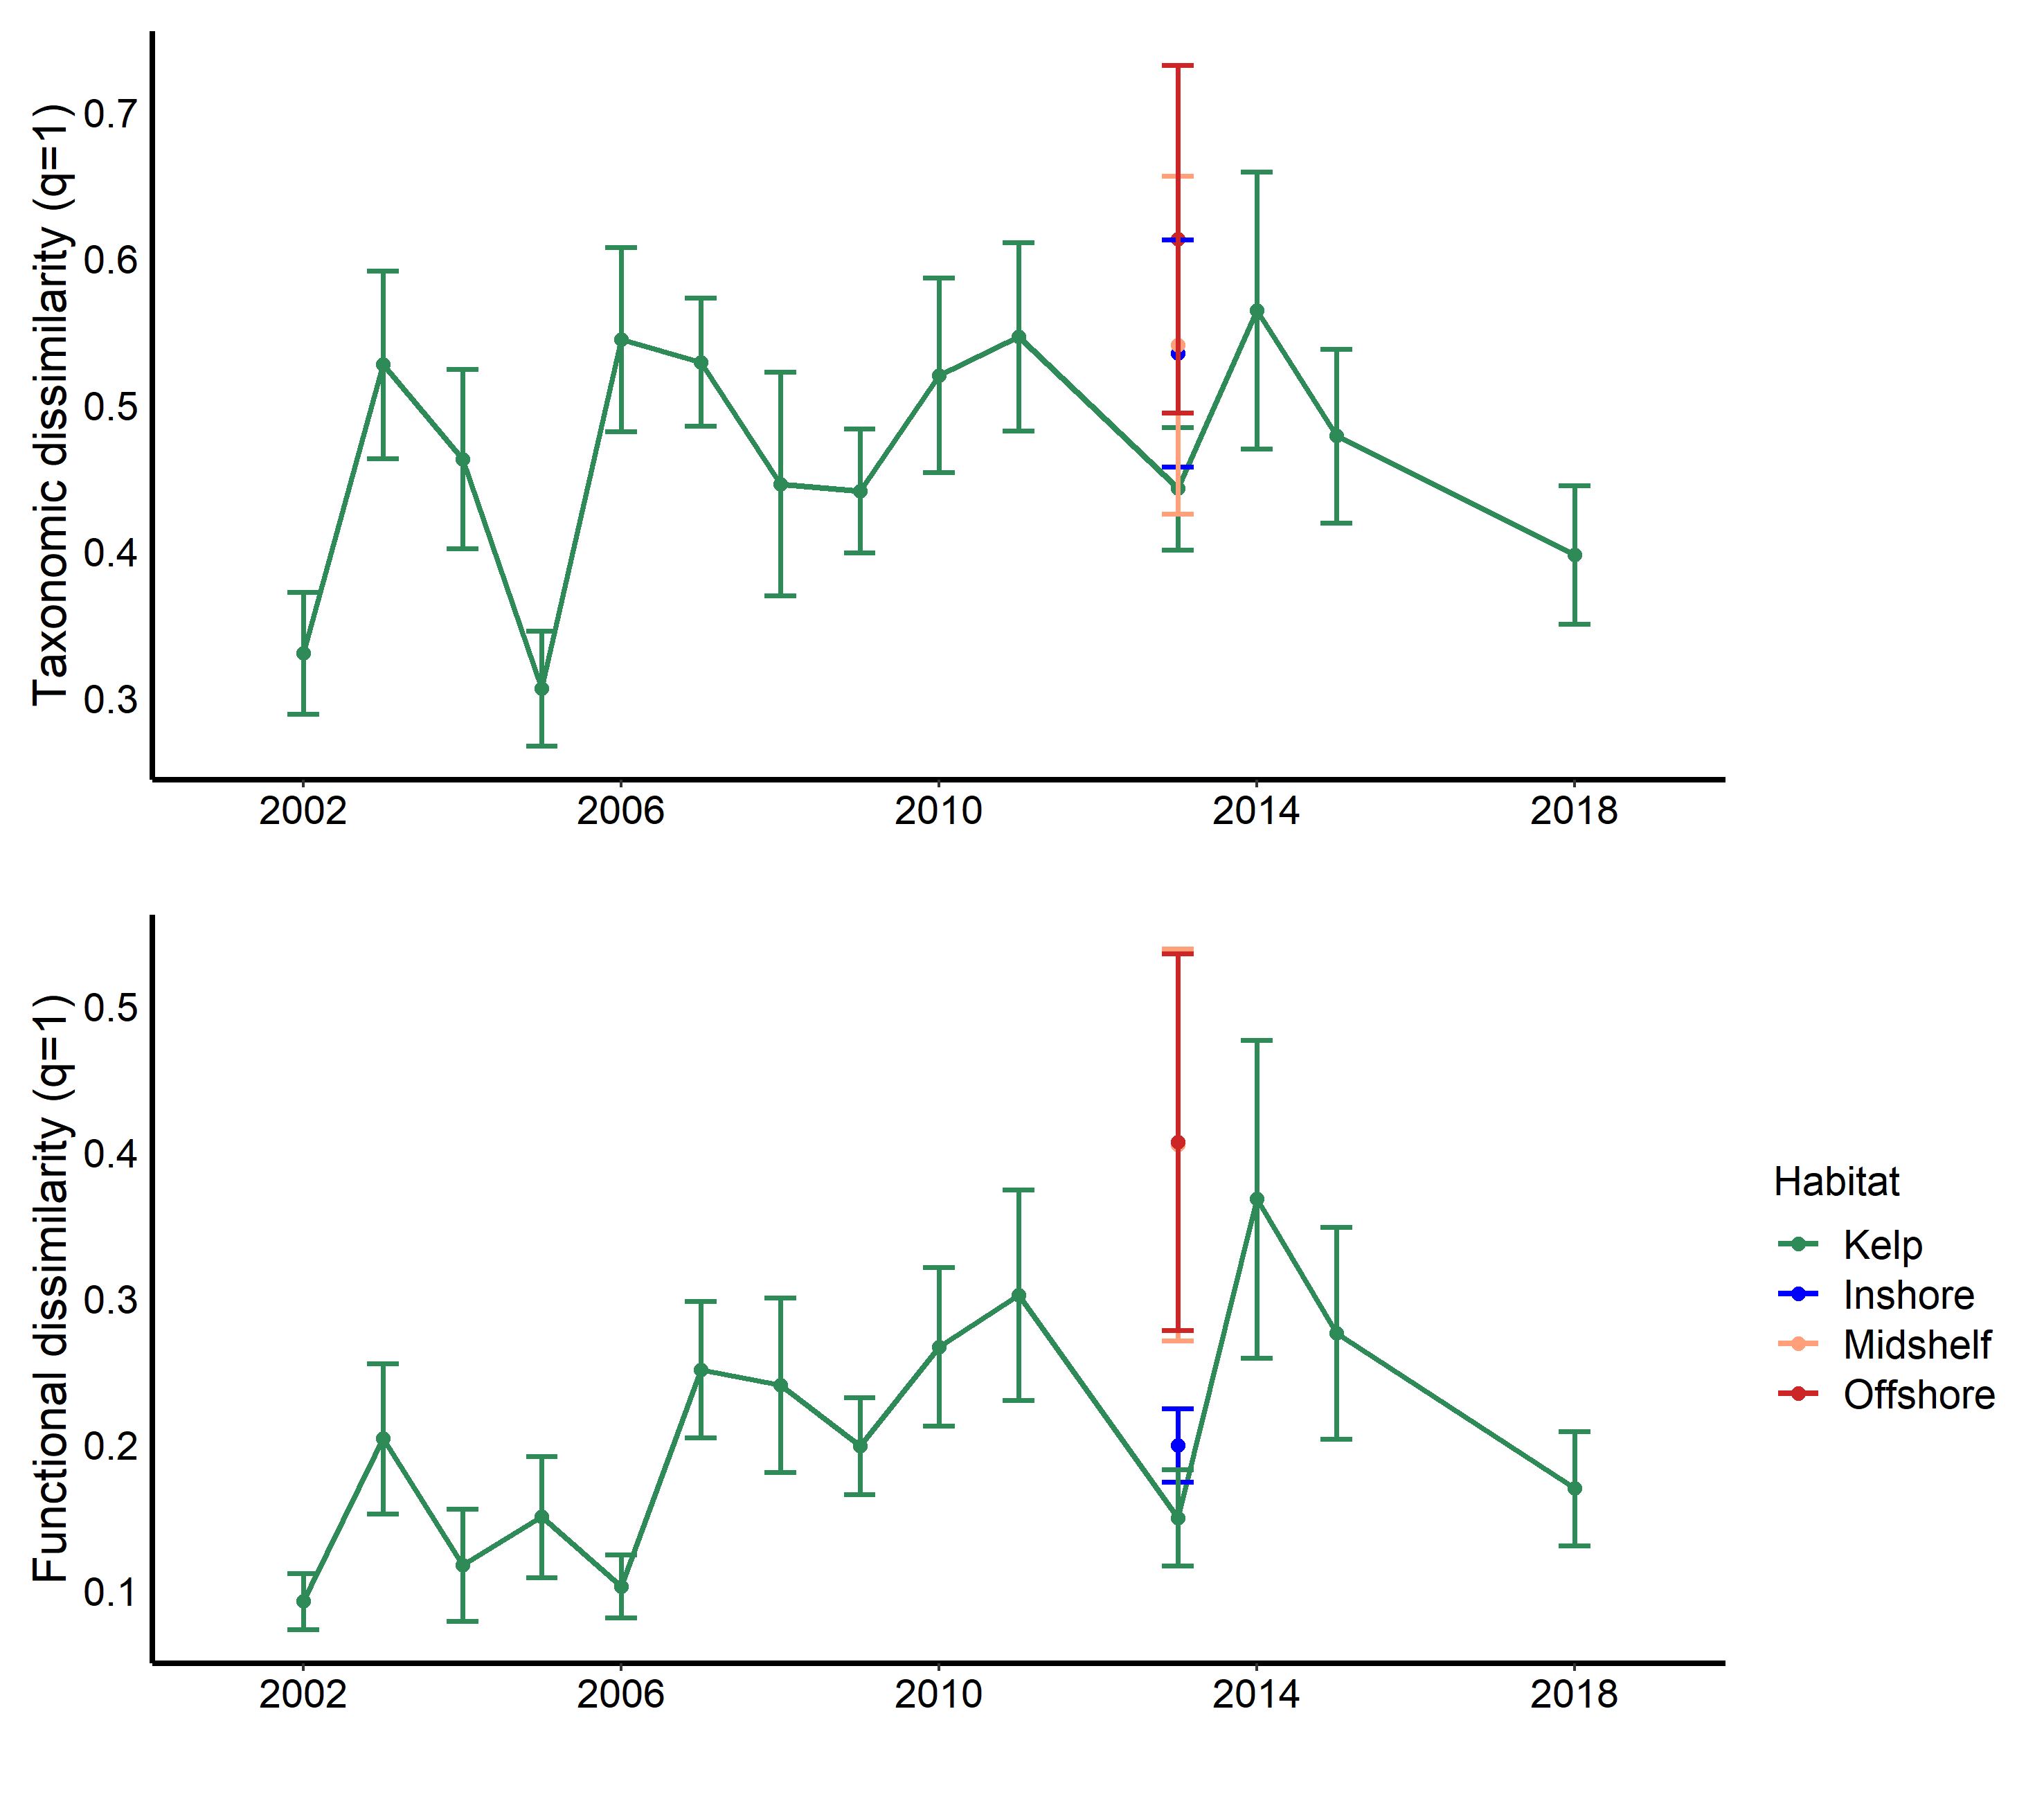 Taxonomic dissimilarity (q=1)
0.7
0.6
0.5
0.4
0.3
2002 2006 2010 2014 2018
Functional dissimilarity (q=1)
0.5
0.4
0.3
0.2
0.1
2002 2006 2010 2014 2018
Habitat
Kelp
Inshore
Midshelf
Offshore